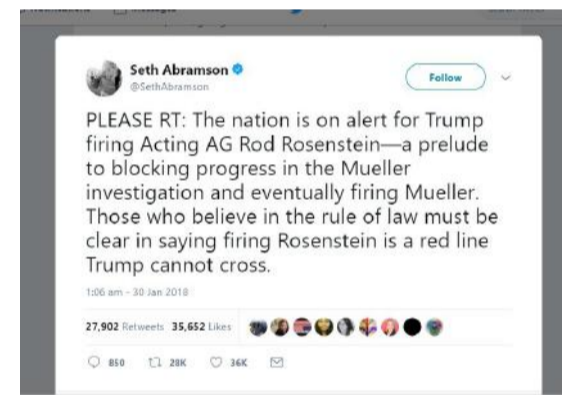 Seth Abramson
@SethAbramson
Follow
PLEASE RT: The nation is on alert for Trump
firing Acting AG Rod Rosenstein—a prelude
to blocking progress in the Mueller
investigation and eventually firing Mueller.
Those who believe in the rule of law must be
clear in saying firing Rosenstein is a red line
Trump cannot cross.
1:06 am - 30 Jan 2018
27,902 Retweets 35,652 Likes
850 28K 36K